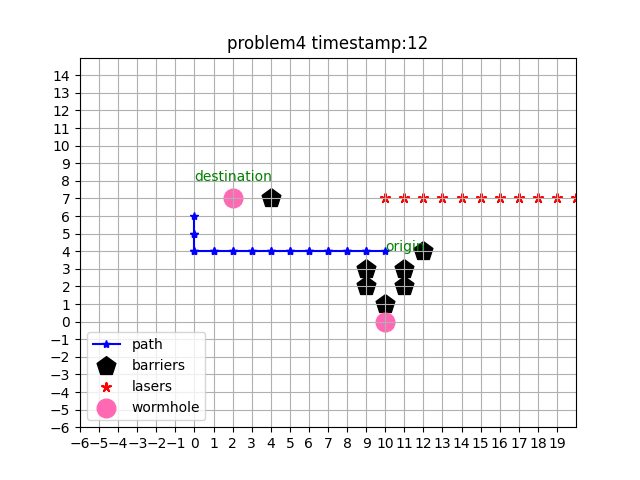 problem4 timestamp:12
14
13
12
11
10
9
8
7
6
5
4
3
2
1
0
−1
−2
−3
−4
−5
−6
destination
origin
path
barriers
lasers
wormhole
−6 −5 −4 −3 −2 −1 0 1 2 3 4 5 6 7 8 9 10 11 12 13 14 15 16 17 18 19